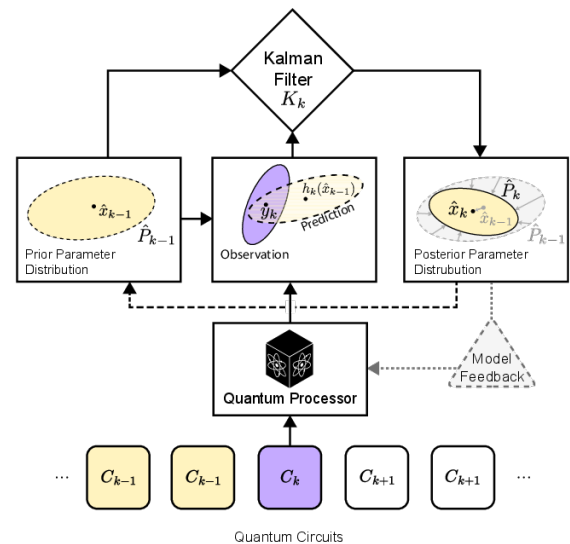 Kalman
Filter
K_k
x̂_{k-1}
P̂_{k-1}
Prior Parameter
Distribution
h_k(x̂_{k-1})
ŷ_k
Prediction
Observation
P̂_k
x̂_k
x̂_{k-1}
P̂_{k-1}
Posterior Parameter
Distrubution
Model
Feedback
Quantum Processor
... C_{k-1} C_{k-1} C_k C_{k+1} C_{k+1} ...
Quantum Circuits